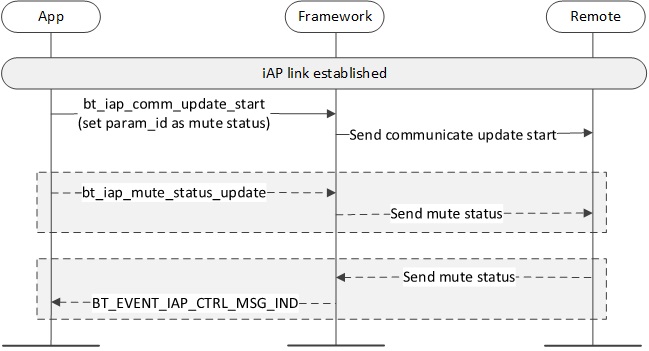 App
Framework
Remote
iAP link established
bt_iap_comm_update_start
(set param_id as mute status)
Send communicate update start
bt_iap_mute_status_update
Send mute status
Send mute status
BT_EVENT_IAP_CTRL_MSG_IND